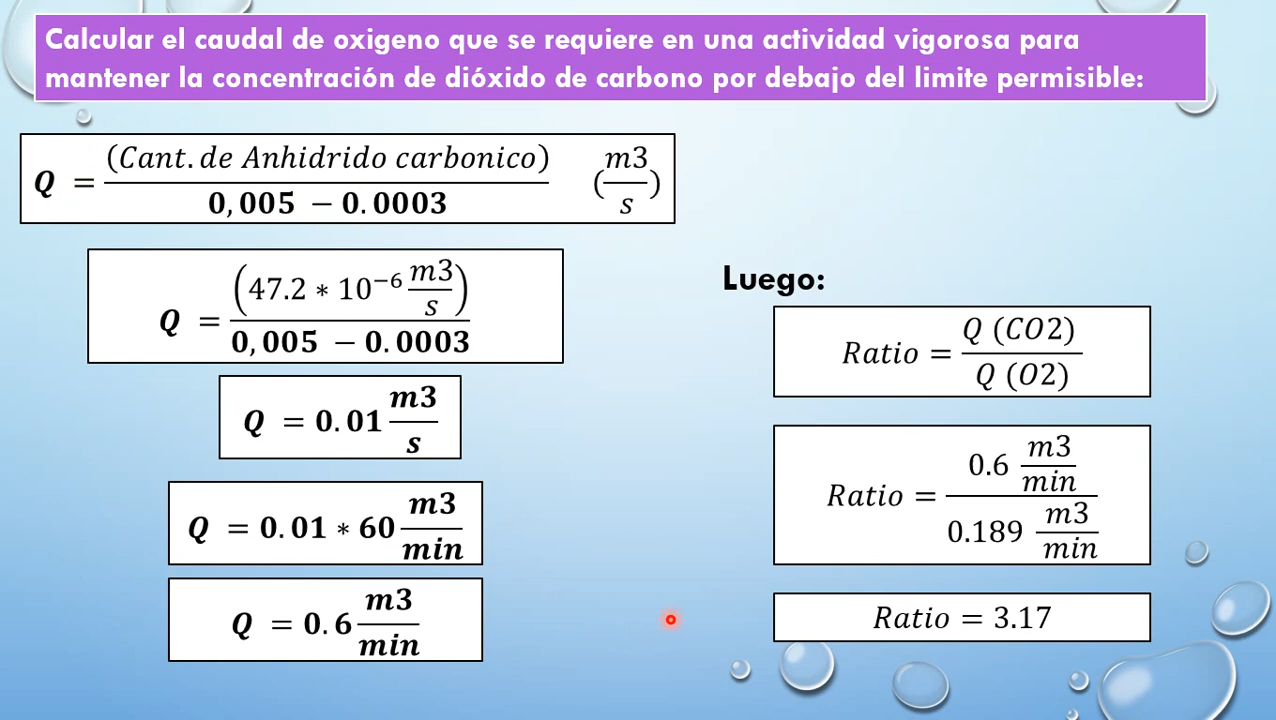 Calcular el caudal de oxigeno que se requiere en una actividad vigorosa para
mantener la concentración de dióxido de carbono por debajo del limite permisible:
Q = (Cant. de Anhidrido carbonico) / 0,005 − 0.0003 (m3/s)
Q = (47.2 ∗ 10⁻⁶ m3/s) / 0,005 − 0.0003
Q = 0.01 m3/s
Q = 0.01 ∗ 60 m3/min
Q = 0.6 m3/min
Luego:
Ratio = Q (CO2) / Q (O2)
Ratio = 0.6 m3/min / 0.189 m3/min
Ratio = 3.17